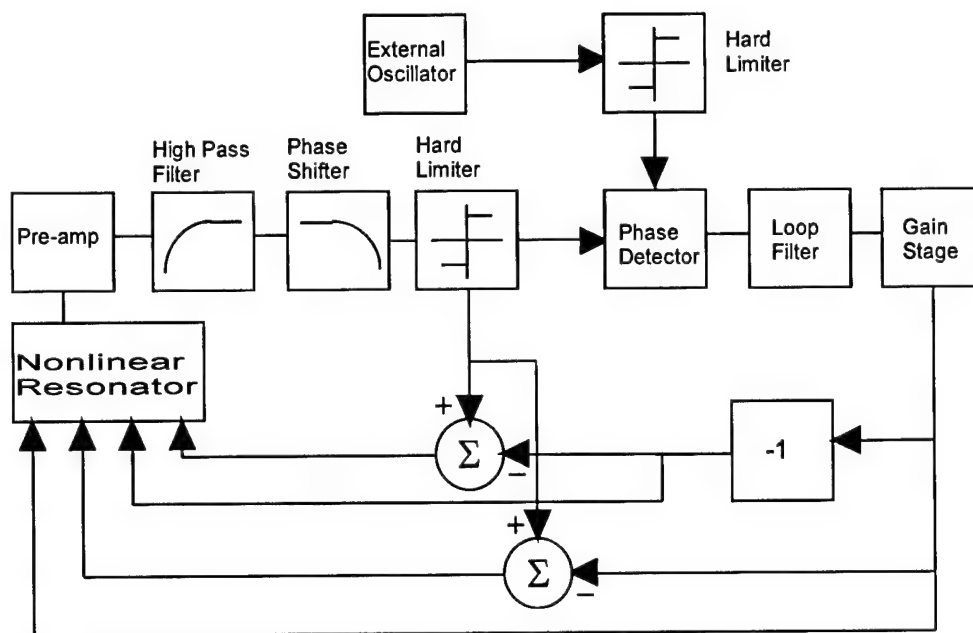 External
Oscillator
Hard
Limiter
High Pass
Filter
Phase
Shifter
Hard
Limiter
Pre-amp
Phase
Detector
Loop
Filter
Gain
Stage
Nonlinear
Resonator
+
Σ
−
-1
+
Σ
−